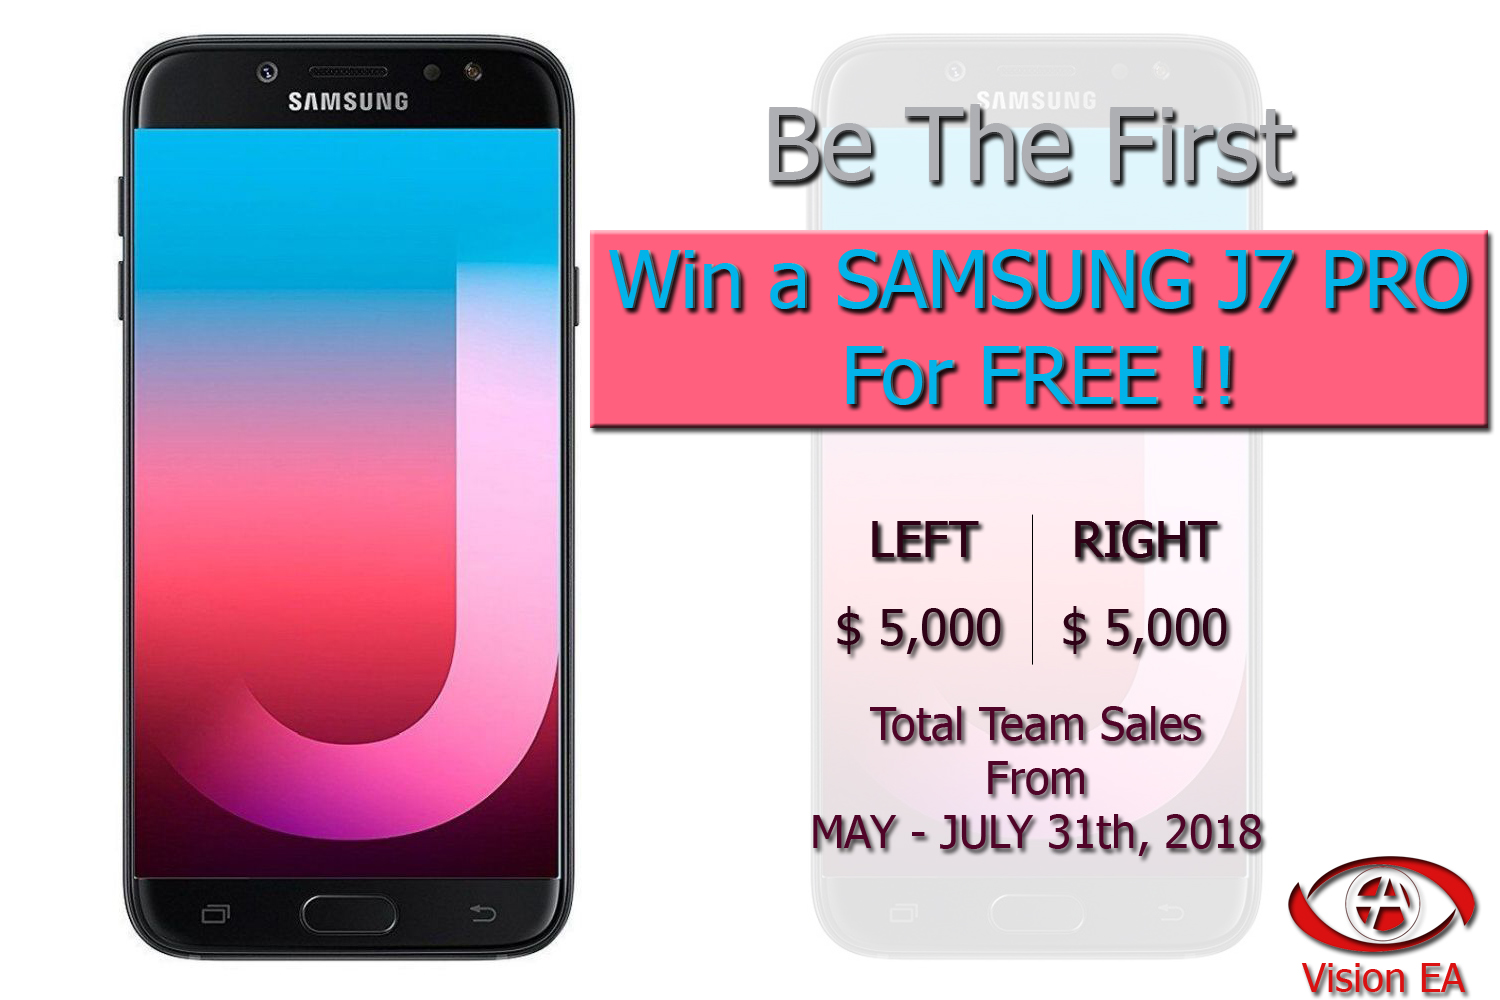 SAMSUNG
SAMSUNG
Be The First
Win a SAMSUNG J7 PRO
For FREE !!
LEFT RIGHT
$ 5,000 $ 5,000
Total Team Sales
From
MAY - JULY 31th, 2018
Vision EA